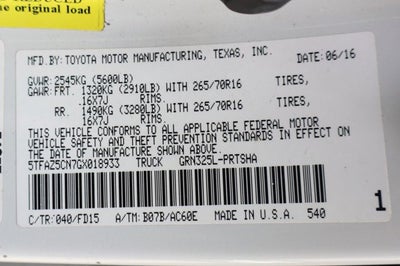 e original load
MFD.BY: TOYOTA MOTOR MANUFACTURING, TEXAS, INC. DATE: 06/16
GVWR: 2545KG (5600LB)
GAWR: FRT. 1320KG (2910LB) WITH 265/70R16 TIRES,
.16X7J RIMS.
RR. 1490KG (3280LB) WITH 265/70R16 TIRES,
.16X7J RIMS.
THIS VEHICLE CONFORMS TO ALL APPLICABLE FEDERAL MOTOR
VEHICLE SAFETY AND THEFT PREVENTION STANDARDS IN EFFECT ON
THE DATE OF MANUFACTURE SHOWN ABOVE.
5TFAZ5CN7GX018933 TRUCK GRN325L-PRTSHA
C/TR: 040/FD15 A/TM: B07B/AC60E MADE IN U.S.A. 540
1